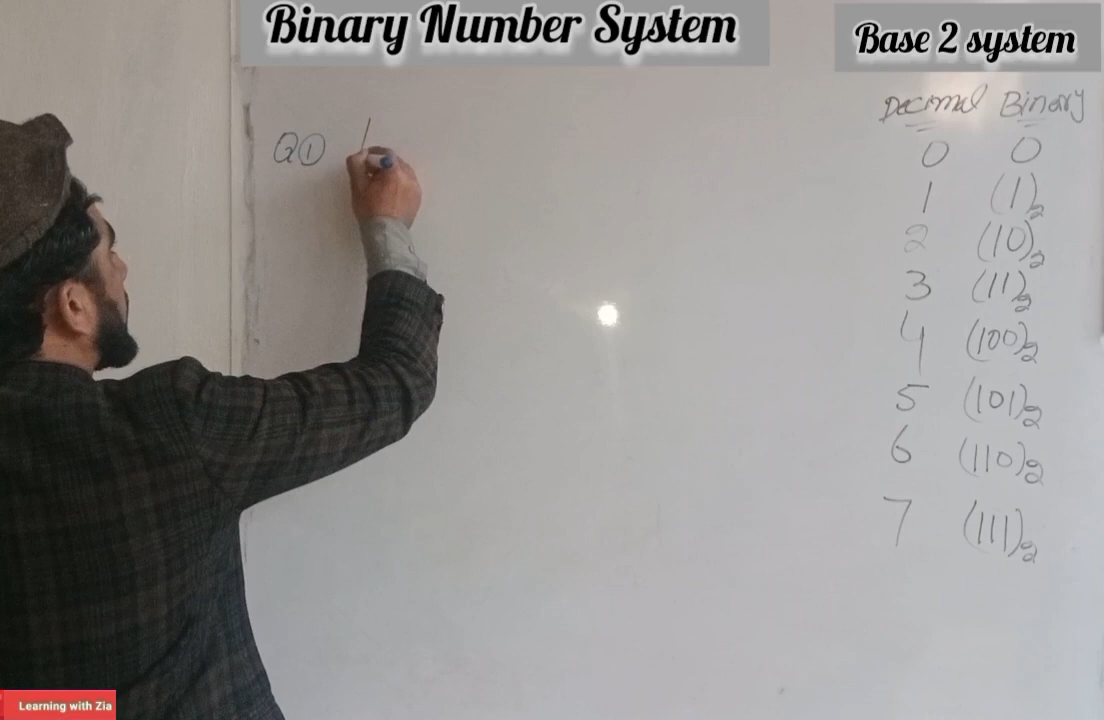 Binary Number System
Base 2 system
Decimal Binary
Q①
0 0
1 (1)₂
2 (10)₂
3 (11)₂
4 (100)₂
5 (101)₂
6 (110)₂
7 (111)₂
Learning with Zia